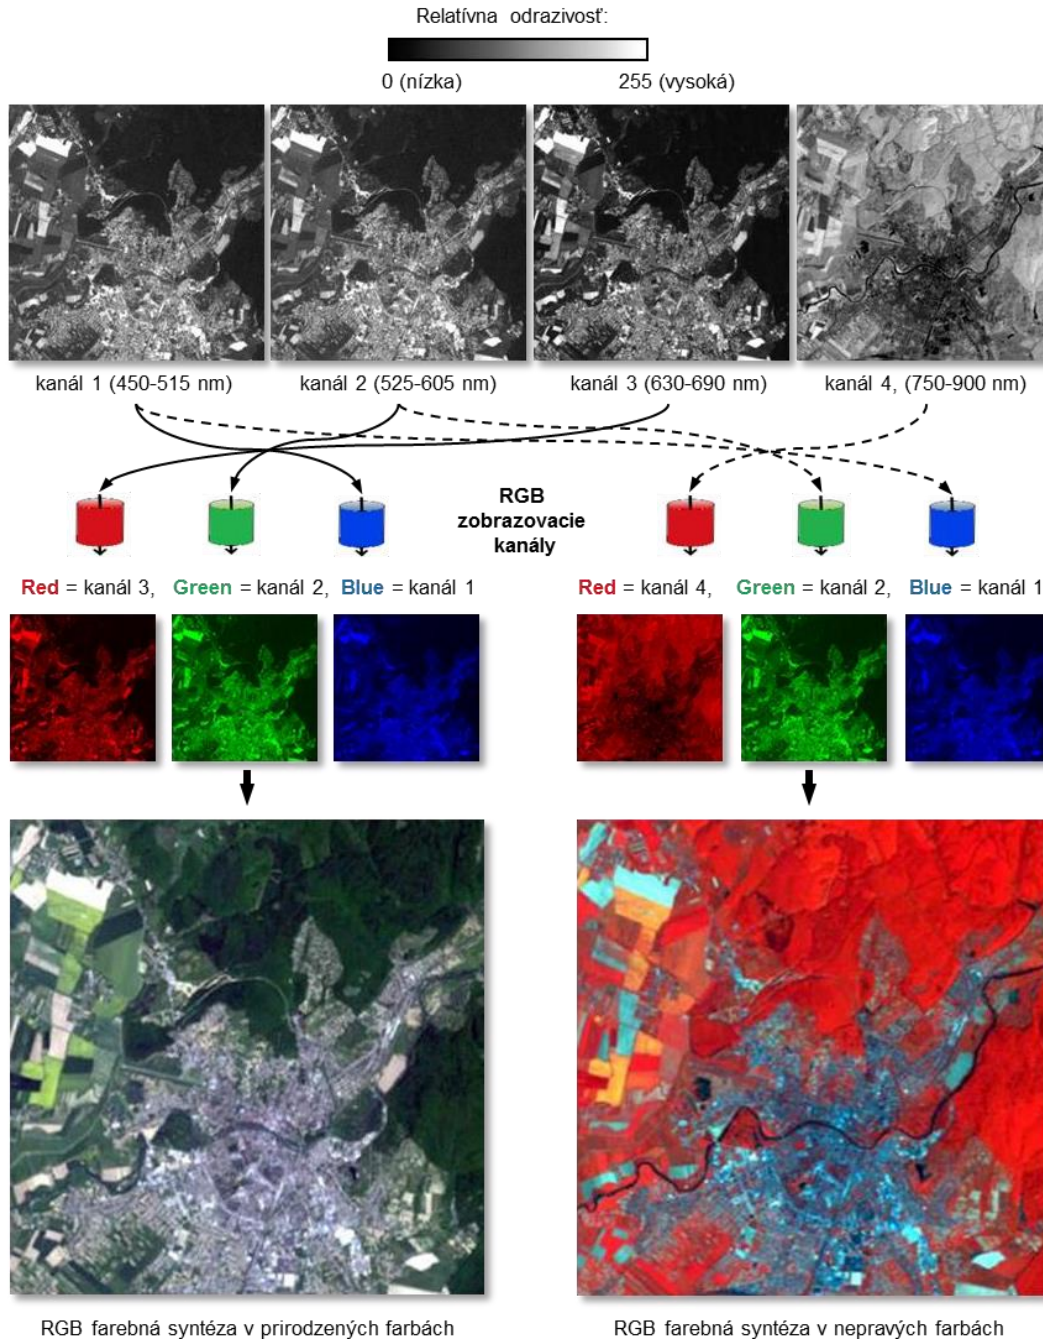 Relatívna odrazivosť:
0 (nízka) 255 (vysoká)
kanál 1 (450-515 nm) kanál 2 (525-605 nm) kanál 3 (630-690 nm) kanál 4, (750-900 nm)
RGB
zobrazovacie
kanály
Red = kanál 3, Green = kanál 2, Blue = kanál 1 Red = kanál 4, Green = kanál 2, Blue = kanál 1
RGB farebná syntéza v prirodzených farbách RGB farebná syntéza v nepravých farbách